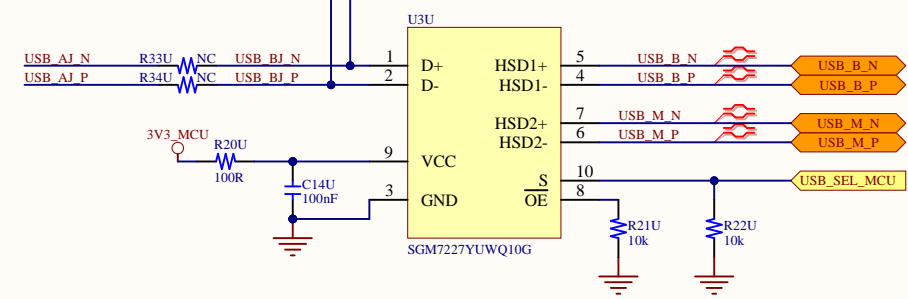 U3U
USB_AJ_N R33U NC USB_BJ_N 1 D+ HSD1+ 5 USB_B_N USB_B_N
USB_AJ_P R34U NC USB_BJ_P 2 D- HSD1- 4 USB_B_P USB_B_P
HSD2+ 7 USB_M_N USB_M_N
HSD2- 6 USB_M_P USB_M_P
3V3_MCU R20U 100R 9 VCC
S 10 USB_SEL_MCU
C14U
100nF
3 GND OE 8
R21U
10k
R22U
10k
SGM7227YUWQ10G